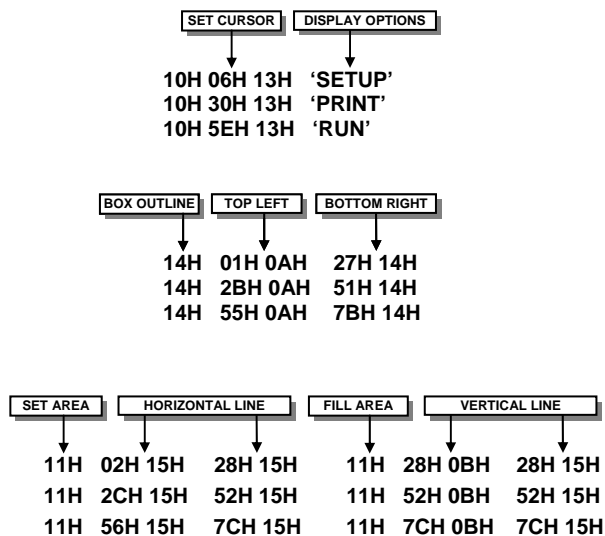 SET CURSOR DISPLAY OPTIONS
10H 06H 13H ‘SETUP’
10H 30H 13H ‘PRINT’
10H 5EH 13H ‘RUN’
BOX OUTLINE TOP LEFT BOTTOM RIGHT
14H 01H 0AH 27H 14H
14H 2BH 0AH 51H 14H
14H 55H 0AH 7BH 14H
SET AREA HORIZONTAL LINE FILL AREA VERTICAL LINE
11H 02H 15H 28H 15H 11H 28H 0BH 28H 15H
11H 2CH 15H 52H 15H 11H 52H 0BH 52H 15H
11H 56H 15H 7CH 15H 11H 7CH 0BH 7CH 15H